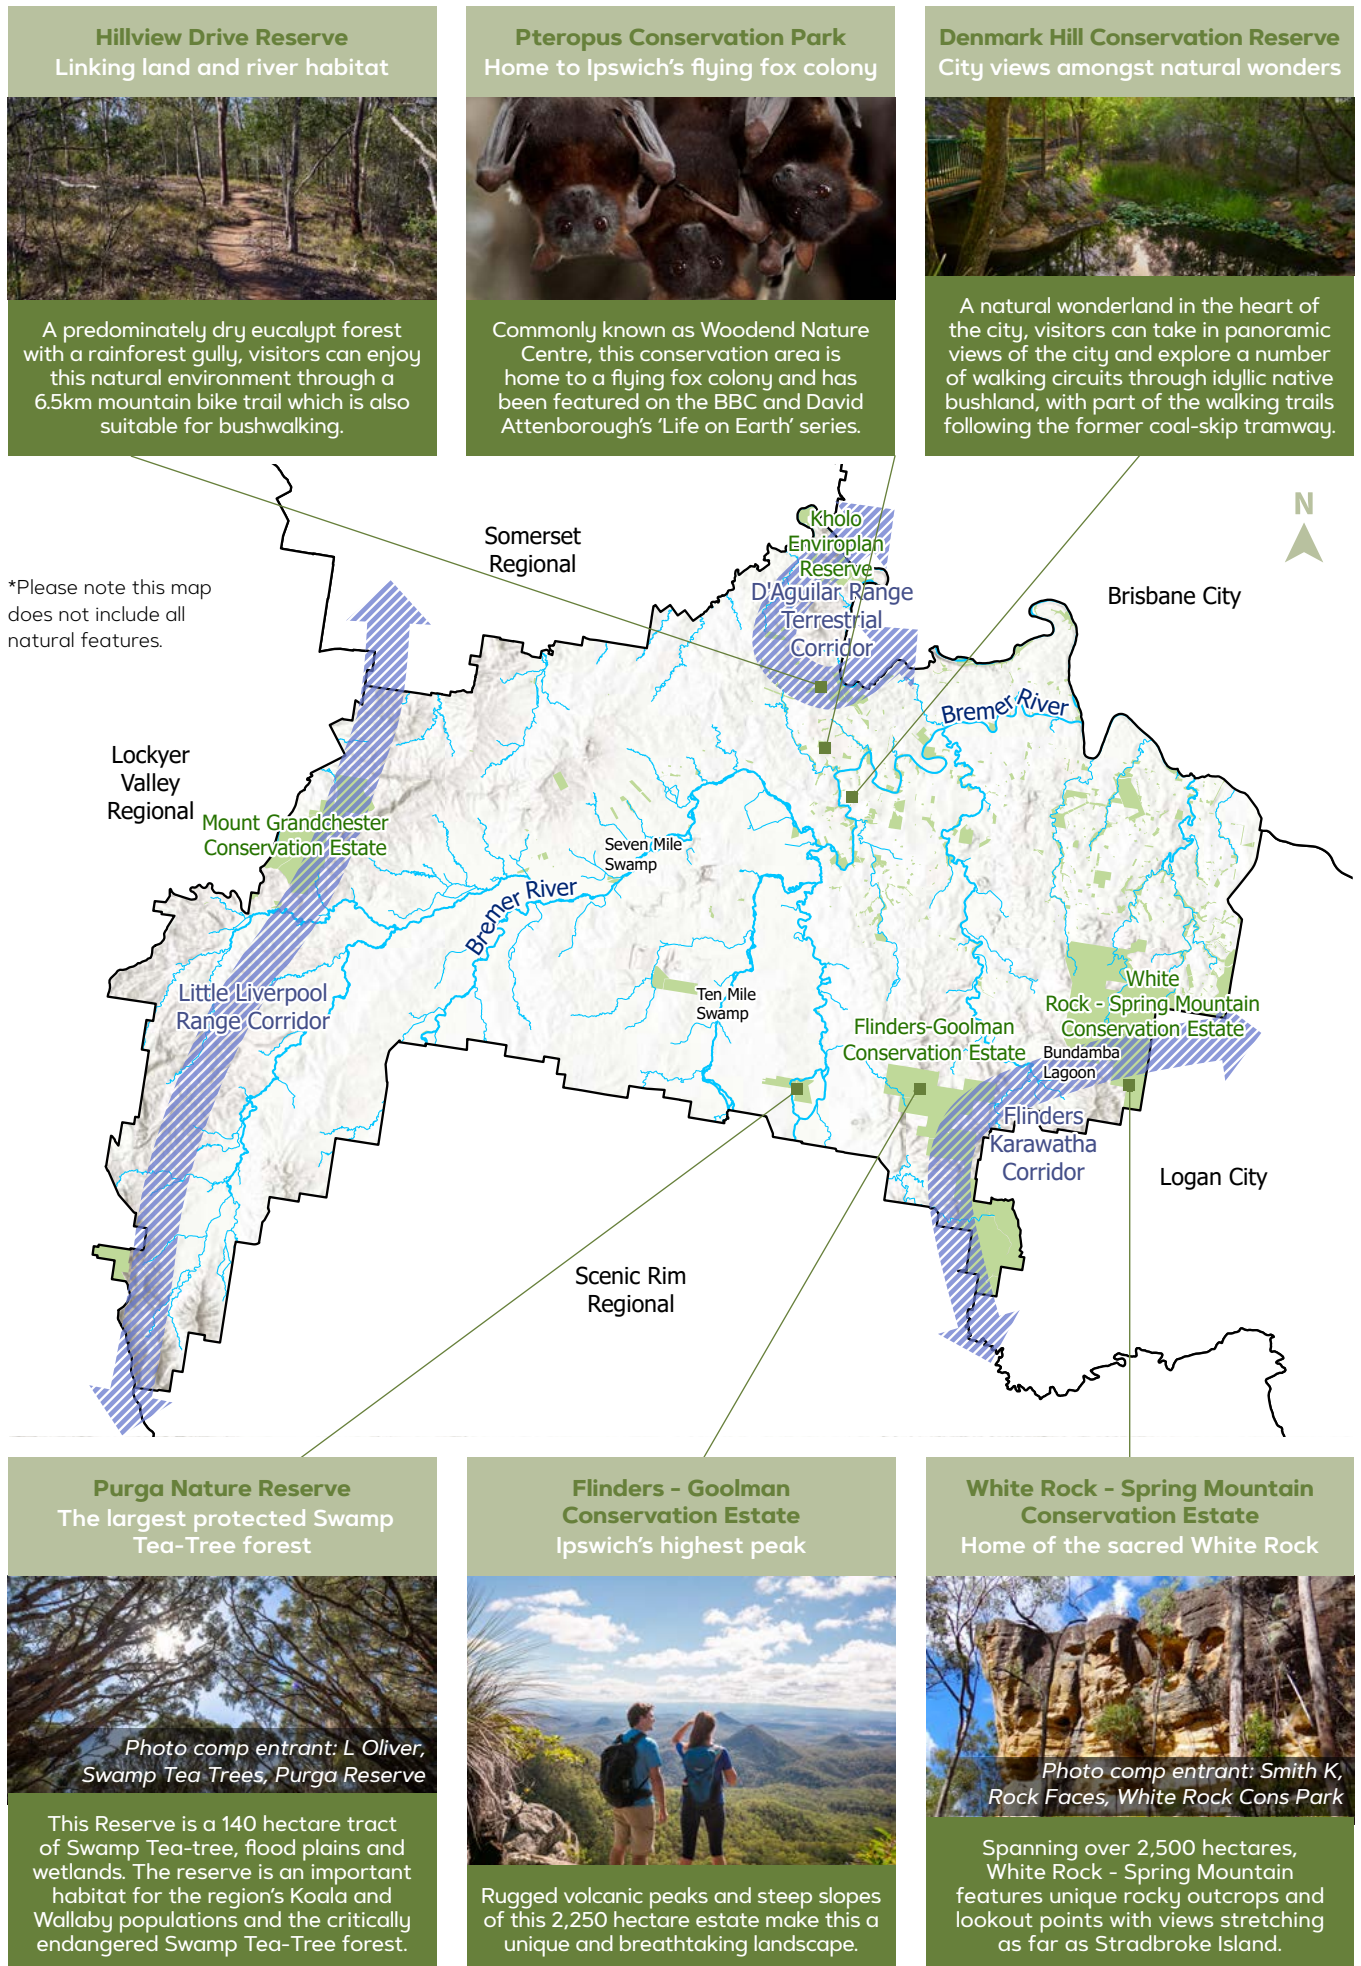 Hillview Drive Reserve
Linking land and river habitat
A predominately dry eucalypt forest
with a rainforest gully, visitors can enjoy
this natural environment through a
6.5km mountain bike trail which is also
suitable for bushwalking.
Pteropus Conservation Park
Home to Ipswich's flying fox colony
Commonly known as Woodend Nature
Centre, this conservation area is
home to a flying fox colony and has
been featured on the BBC and David
Attenborough's 'Life on Earth' series.
Denmark Hill Conservation Reserve
City views amongst natural wonders
A natural wonderland in the heart of
the city, visitors can take in panoramic
views of the city and explore a number
of walking circuits through idyllic native
bushland, with part of the walking trails
following the former coal-skip tramway.
*Please note this map
does not include all
natural features.
N
Somerset
Regional
Kholo
Enviroplan
Reserve
D'Aguilar Range
Terrestrial
Corridor
Brisbane City
Bremer River
Lockyer
Valley
Regional
Mount Grandchester
Conservation Estate
Seven Mile
Swamp
Bremer River
Little Liverpool
Range Corridor
Ten Mile
Swamp
White
Rock - Spring Mountain
Conservation Estate
Flinders-Goolman
Conservation Estate
Bundamba
Lagoon
Flinders
Karawatha
Corridor
Logan City
Scenic Rim
Regional
Purga Nature Reserve
The largest protected Swamp
Tea-Tree forest
Photo comp entrant: L Oliver,
Swamp Tea Trees, Purga Reserve
This Reserve is a 140 hectare tract
of Swamp Tea-tree, flood plains and
wetlands. The reserve is an important
habitat for the region's Koala and
Wallaby populations and the critically
endangered Swamp Tea-Tree forest.
Flinders - Goolman
Conservation Estate
Ipswich's highest peak
Rugged volcanic peaks and steep slopes
of this 2,250 hectare estate make this a
unique and breathtaking landscape.
White Rock - Spring Mountain
Conservation Estate
Home of the sacred White Rock
Photo comp entrant: Smith K,
Rock Faces, White Rock Cons Park
Spanning over 2,500 hectares,
White Rock - Spring Mountain
features unique rocky outcrops and
lookout points with views stretching
as far as Stradbroke Island.